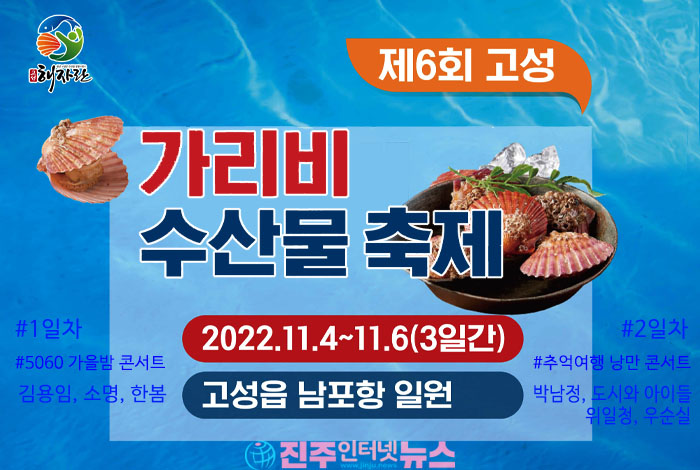 해자란
제6회 고성
가리비
수산물 축제
2022.11.4~11.6(3일간)
고성읍 남포항 일원
#1일차
#5060 가을밤 콘서트
김용임, 소명, 한봄
#2일차
#추억여행 낭만 콘서트
박남정, 도시와 아이들
위일청, 우순실
진주인터넷뉴스
www.jinju.news